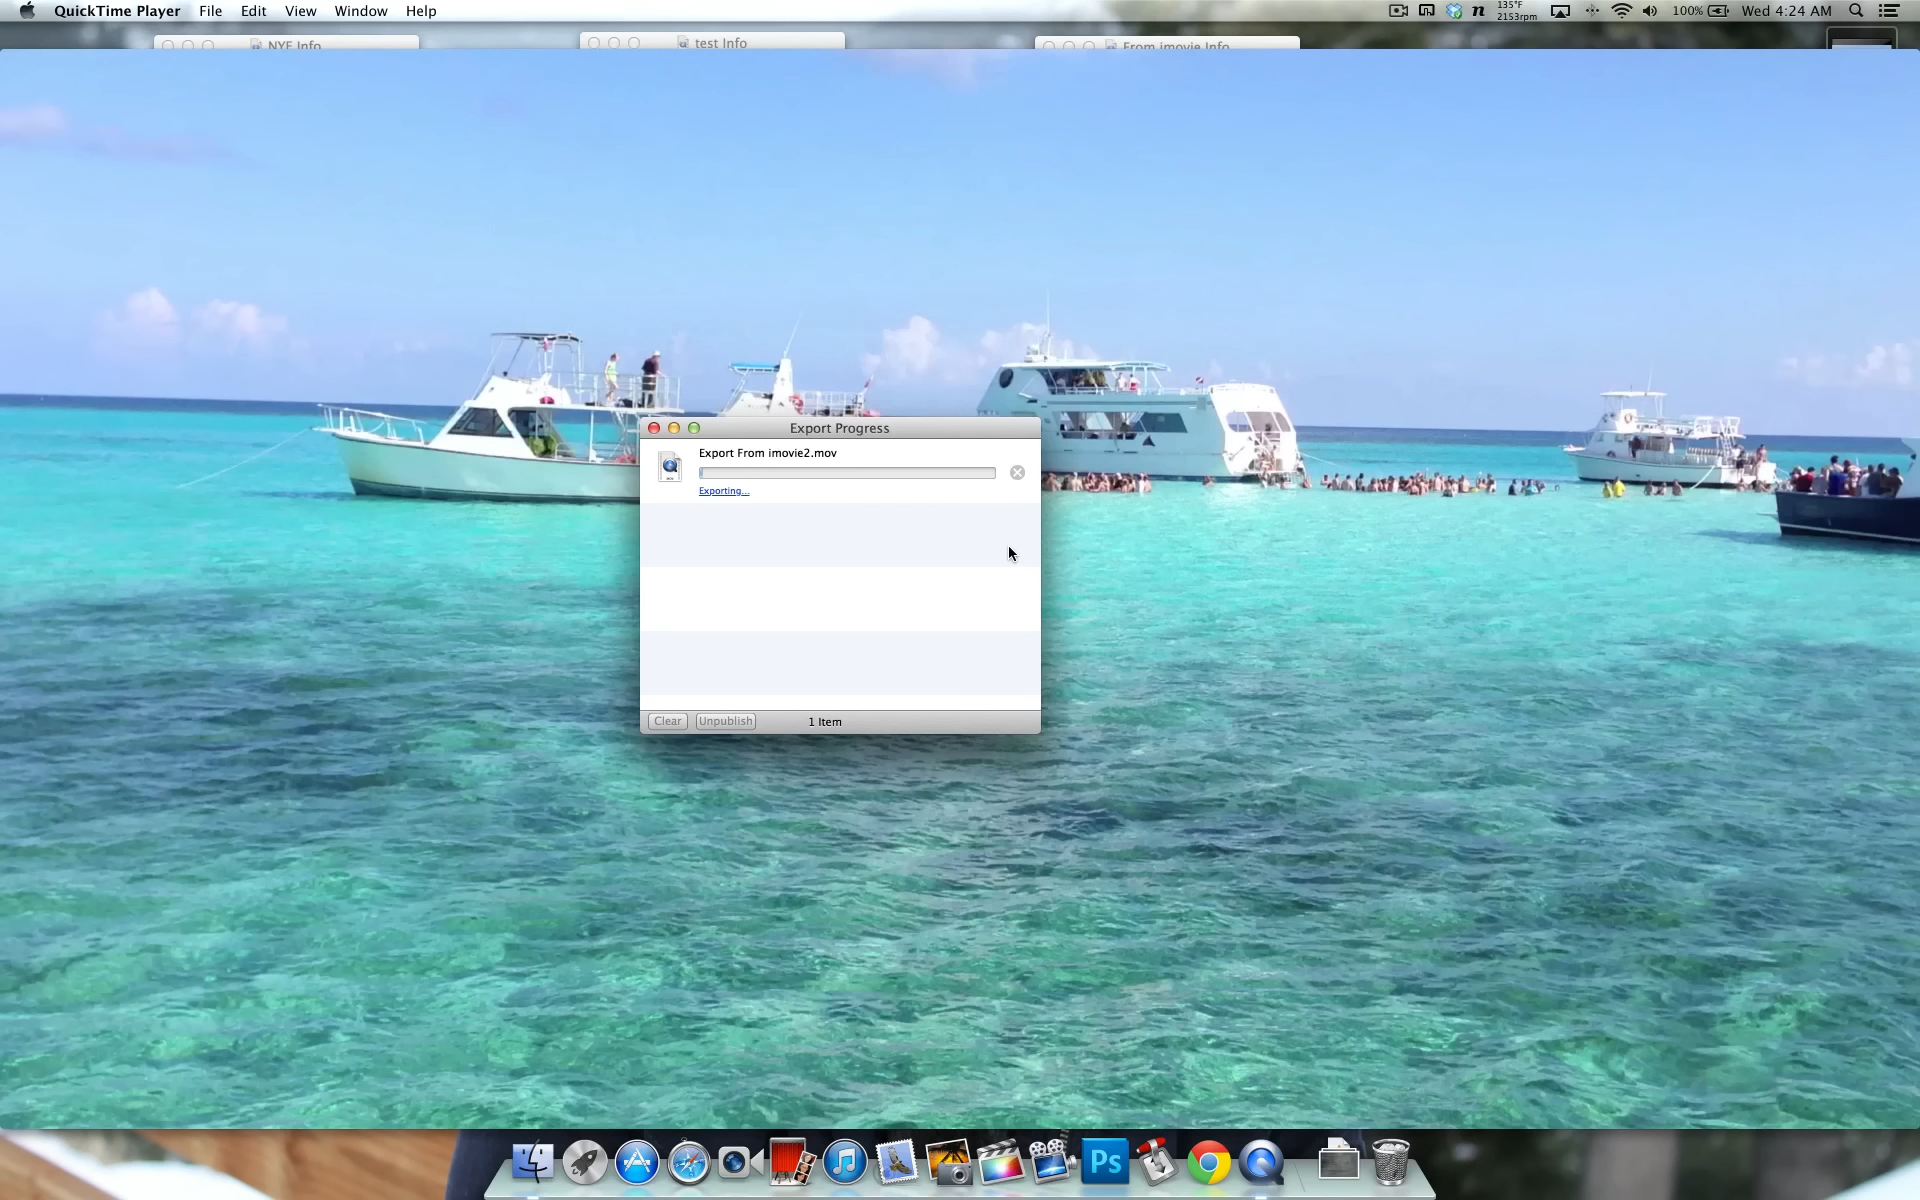 QuickTime Player File Edit View Window Help
135°F
2153rpm
100% Wed 4:24 AM
NYE Info
test Info
From imovie Info
Export Progress
Export From imovie2.mov
Exporting...
Clear Unpublish 1 Item
Ps